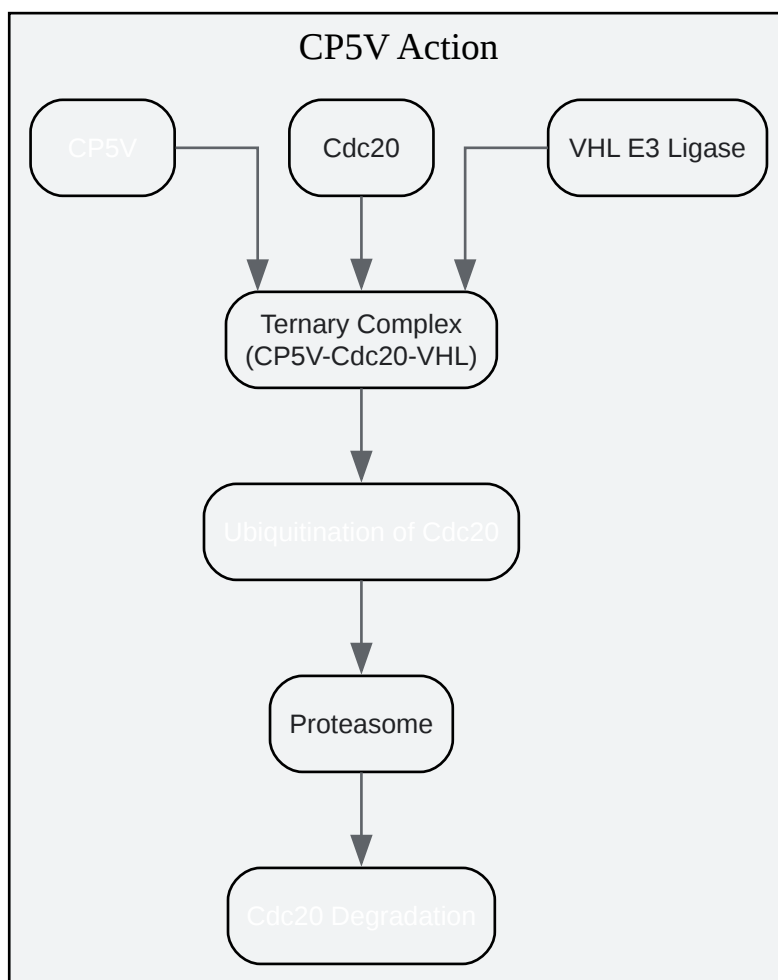 CP5V Action
CP5V
Cdc20
VHL E3 Ligase
Ternary Complex
(CP5V-Cdc20-VHL)
Ubiquitination of Cdc20
Proteasome
Cdc20 Degradation